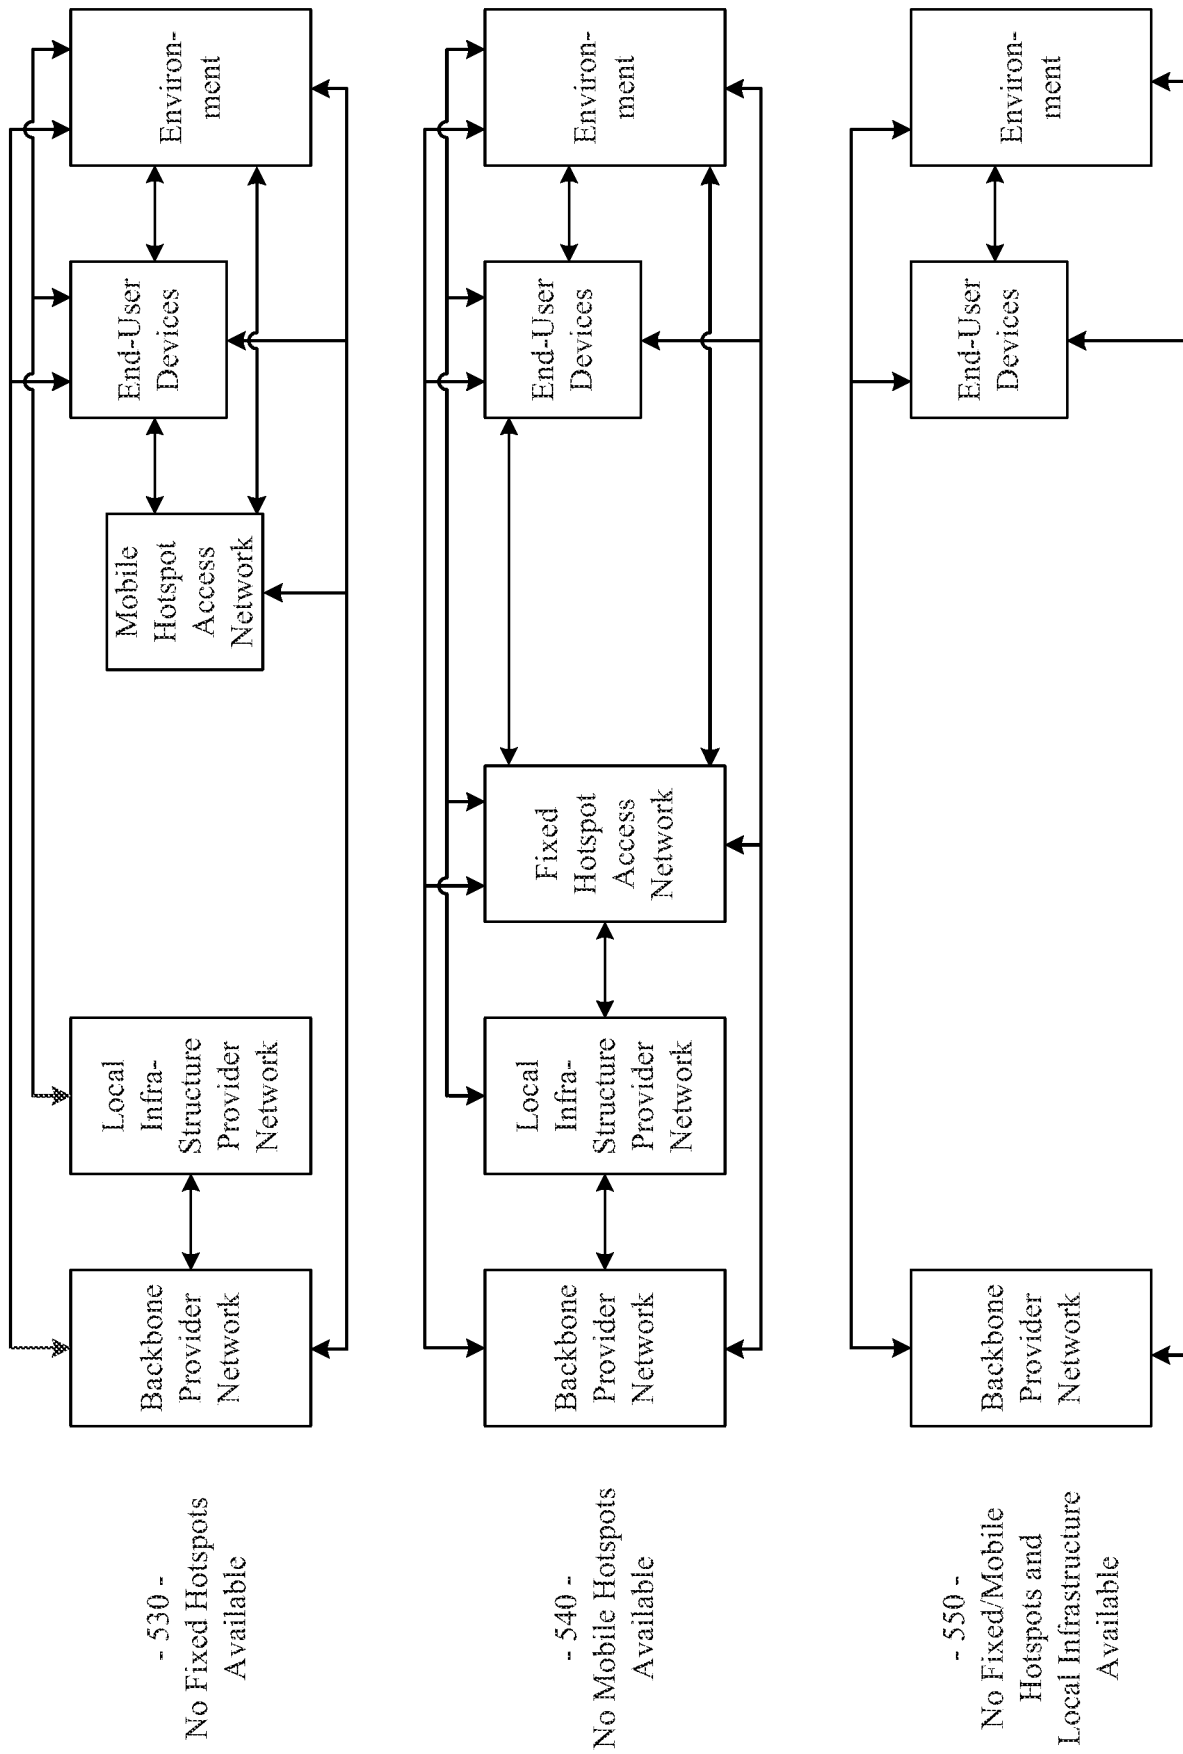 - 530 -
No Fixed Hotspots
Available
Backbone
Provider
Network
Local
Infra-
Structure
Provider
Network
Mobile
Hotspot
Access
Network
End-User
Devices
Environ-
ment
- 540 -
No Mobile Hotspots
Available
Backbone
Provider
Network
Local
Infra-
Structure
Provider
Network
Fixed
Hotspot
Access
Network
End-User
Devices
Environ-
ment
- 550 -
No Fixed/Mobile
Hotspots and
Local Infrastructure
Available
Backbone
Provider
Network
End-User
Devices
Environ-
ment